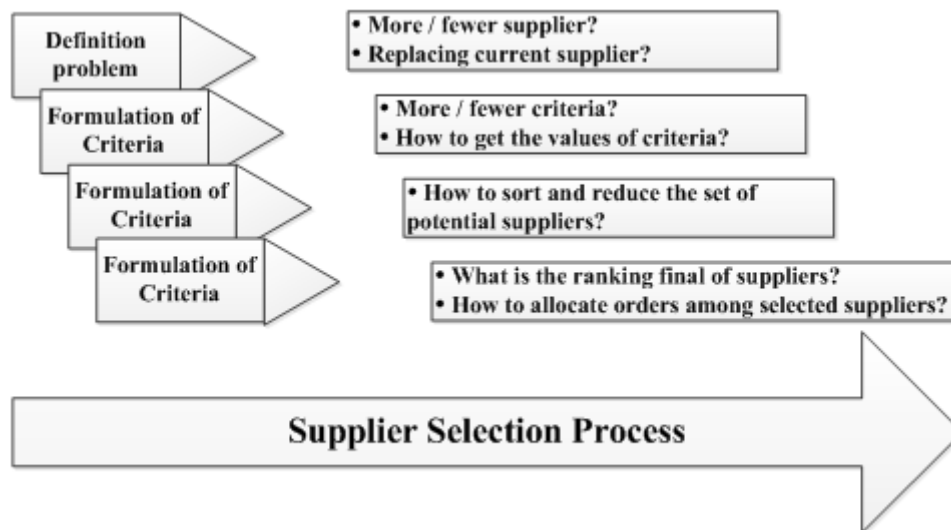 Definition
problem
• More / fewer supplier?
• Replacing current supplier?
Formulation of
Criteria
• More / fewer criteria?
• How to get the values of criteria?
Formulation of
Criteria
• How to sort and reduce the set of
potential suppliers?
Formulation of
Criteria
• What is the ranking final of suppliers?
• How to allocate orders among selected suppliers?
Supplier Selection Process